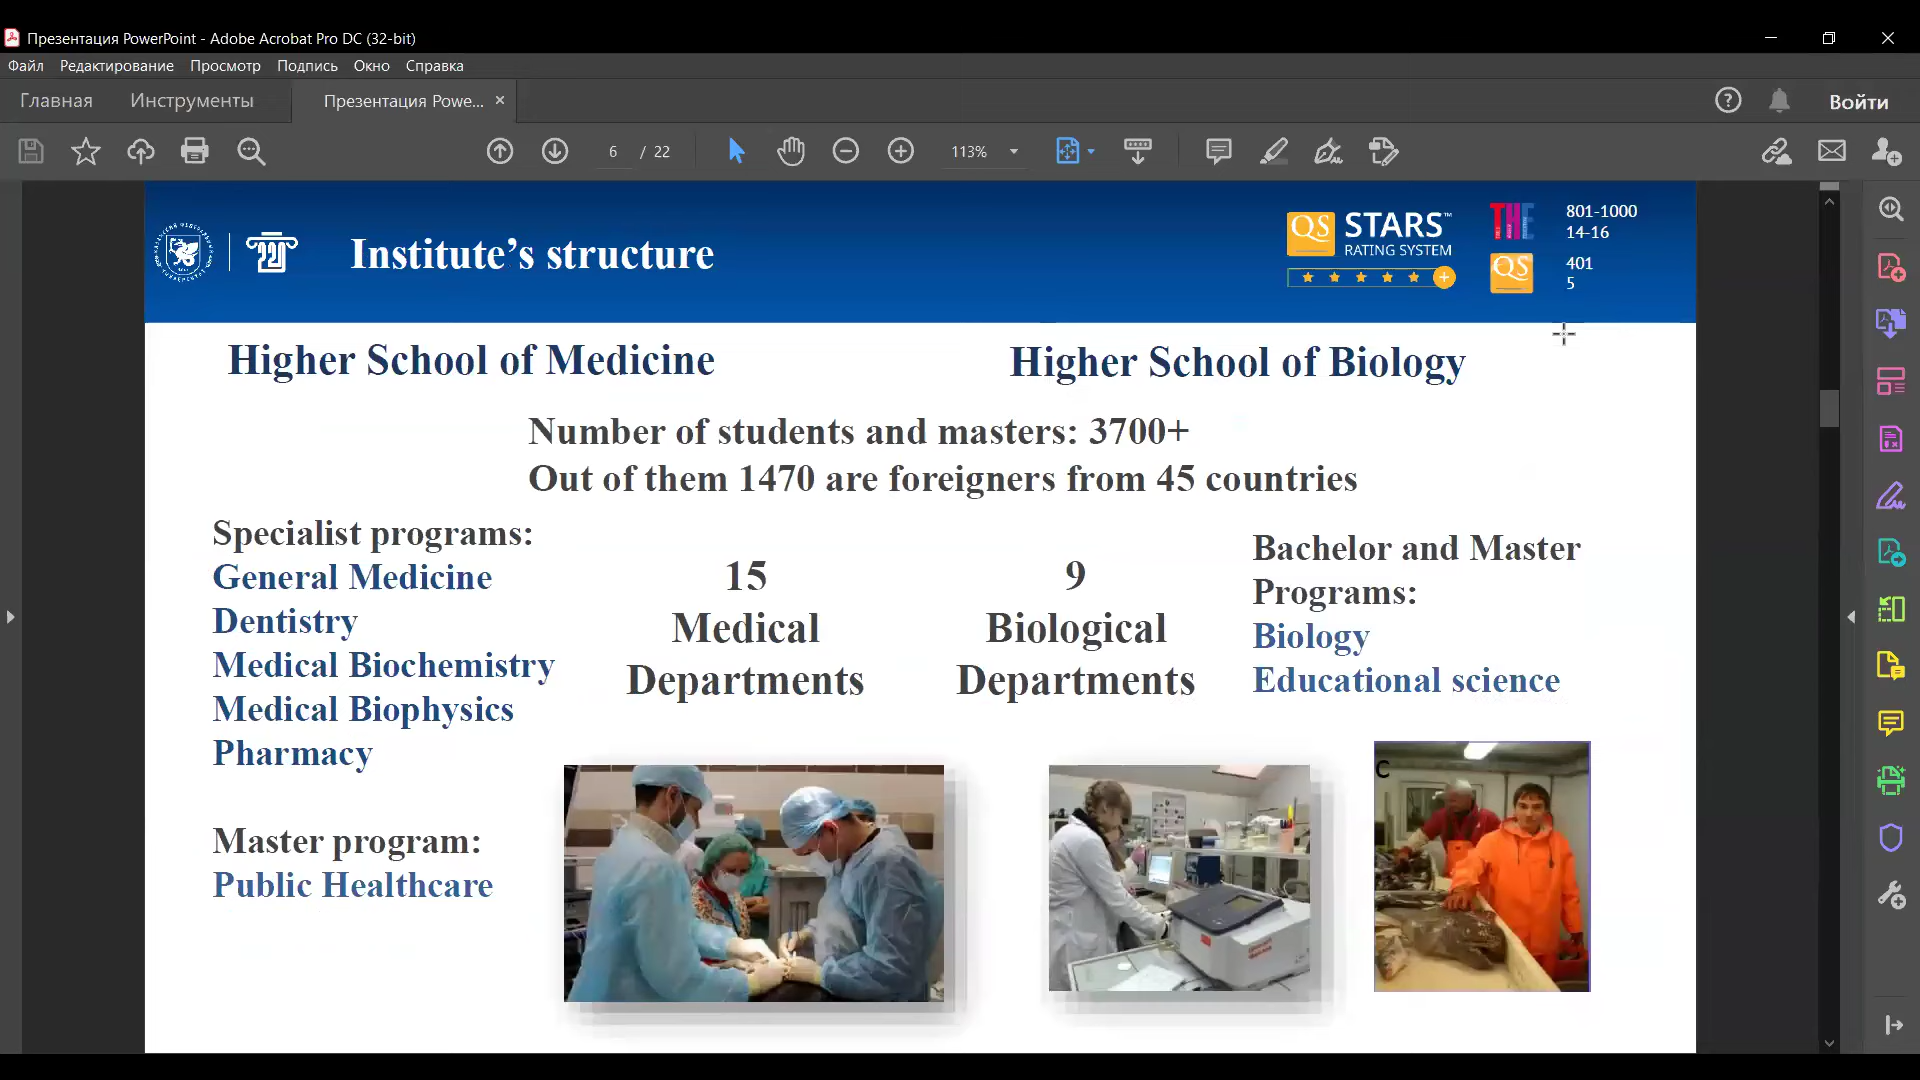 Презентация PowerPoint - Adobe Acrobat Pro DC (32-bit)
Файл Редактирование Просмотр Подпись Окно Справка
Главная Инструменты Презентация Powe... Войти
6 / 22 113%
Institute’s structure
QS STARS™
RATING SYSTEM
THE 801-1000
14-16
QS 401
5
Higher School of Medicine
Higher School of Biology
Number of students and masters: 3700+
Out of them 1470 are foreigners from 45 countries
Specialist programs:
General Medicine
Dentistry
Medical Biochemistry
Medical Biophysics
Pharmacy
Master program:
Public Healthcare
15
Medical
Departments
9
Biological
Departments
Bachelor and Master
Programs:
Biology
Educational science
C